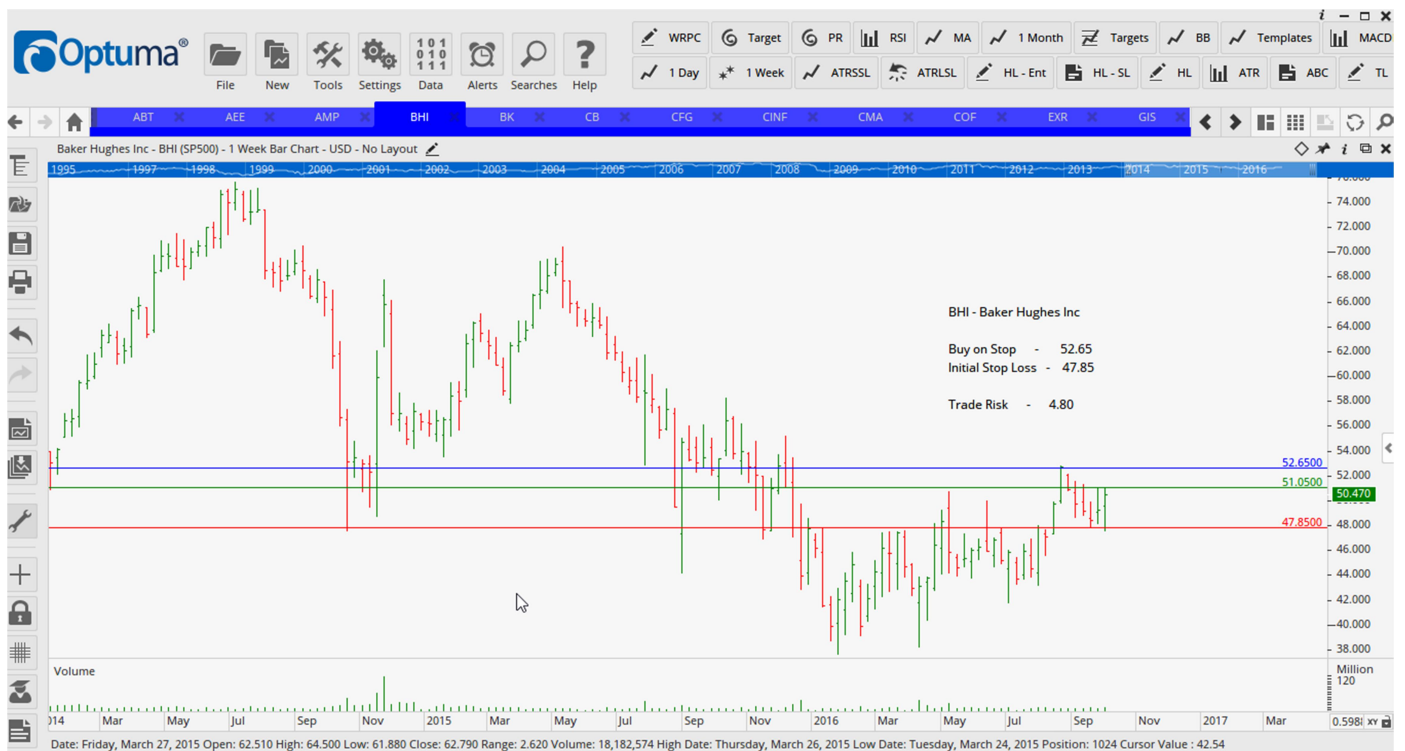 i
Optuma®
File
New
Tools
Settings
101
010
111
Data
Alerts
Searches
?
Help
WRPC
Target
PR
RSI
MA
1 Month
Targets
BB
Templates
MACD
1 Day
1 Week
ATRSSL
ATRLSL
HL - Ent
HL - SL
HL
ATR
ABC
TL
ABT
AEE
AMP
BHI
BK
CB
CFG
CINF
CMA
COF
EXR
GIS
Baker Hughes Inc - BHI (SP500) - 1 Week Bar Chart - USD - No Layout
i
1995 1997 1998 1999 2000 2001 2002 2003 2004 2005 2006 2007 2008 2009 2010 2011 2012 2013 2014 2015 2016
74.000
72.000
70.000
68.000
66.000
BHI - Baker Hughes Inc
64.000
Buy on Stop - 52.65
62.000
Initial Stop Loss - 47.85
60.000
Trade Risk - 4.80
58.000
56.000
54.000
52.6500
52.000
51.0500
50.470
47.8500
48.000
46.000
44.000
42.000
40.000
38.000
Volume
Million
120
014 Mar May Jul Sep Nov 2015 Mar May Jul Sep Nov 2016 Mar May Jul Sep Nov 2017 Mar
0.598 XY
Date: Friday, March 27, 2015 Open: 62.510 High: 64.500 Low: 61.880 Close: 62.790 Range: 2.620 Volume: 18,182,574 High Date: Thursday, March 26, 2015 Low Date: Tuesday, March 24, 2015 Position: 1024 Cursor Value : 42.54